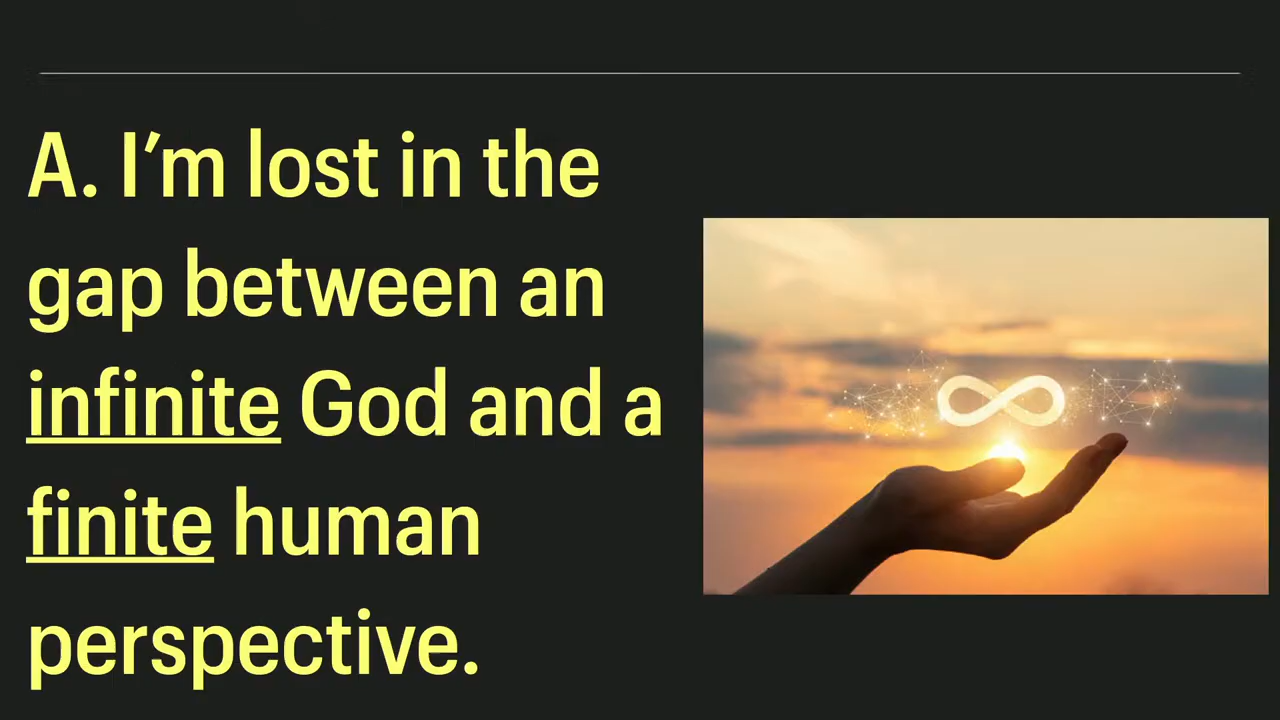 A. I’m lost in the
gap between an
infinite God and a
finite human
perspective.